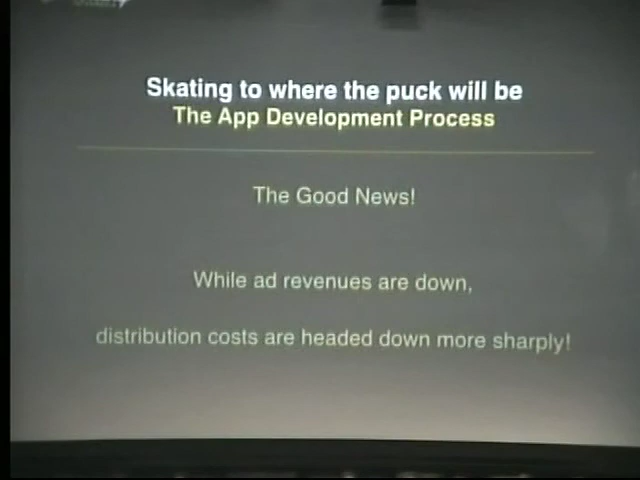 Skating to where the puck will be
The App Development Process
The Good News!
While ad revenues are down,
distribution costs are headed down more sharply!